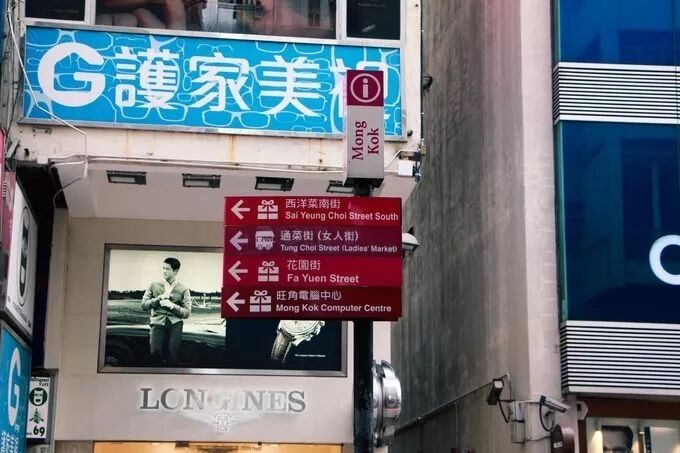 G護家美視
i
Mong
Kok
西洋菜南街
Sai Yeung Choi Street South
通菜街 (女人街)
Tung Choi Street (Ladies' Market)
花園街
Fa Yuen Street
旺角電腦中心
Mong Kok Computer Centre
LONGINES
G
69